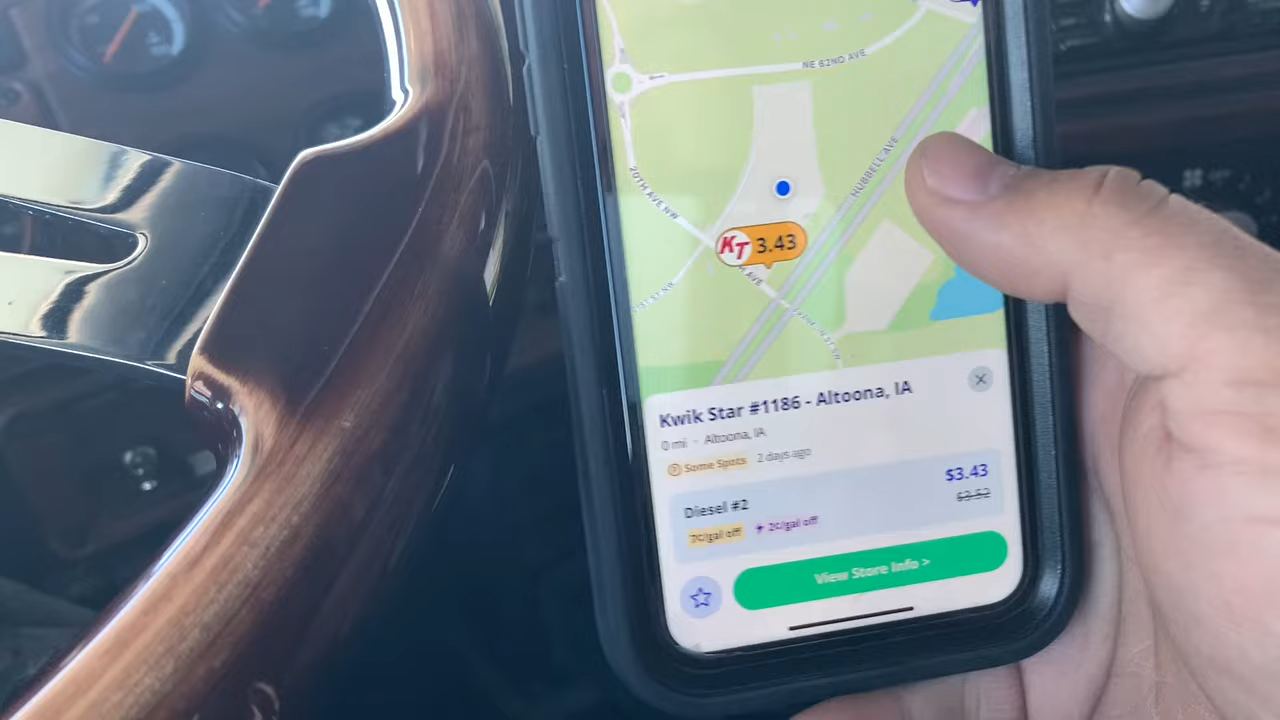 NE 62ND AVE
HUBBELL AVE
20TH AVE NW
KT 3.43
AVE
Kwik Star #1186 - Altoona, IA
0 mi · Altoona, IA
Some Spots 2 days ago
Diesel #2
$3.43
$3.52
7¢/gal off 2¢/gal off
View Store Info >